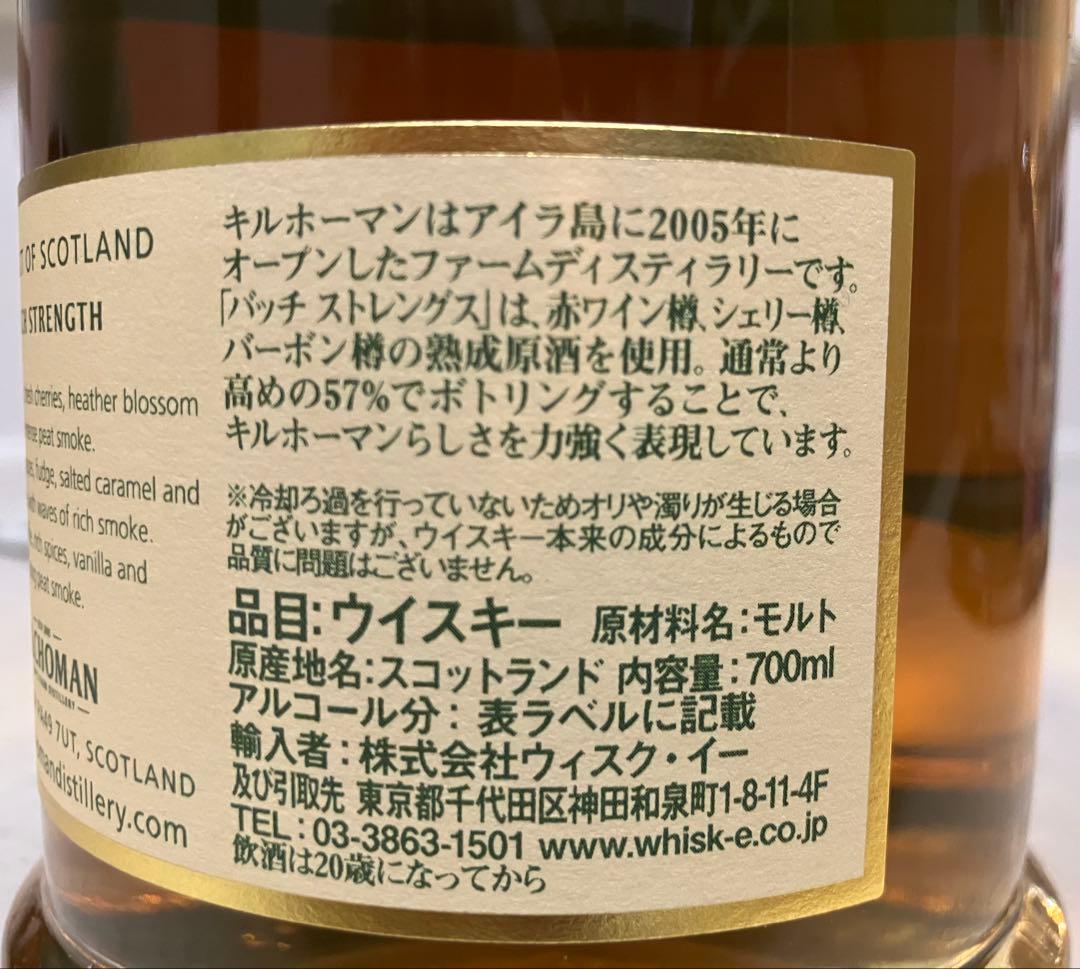 OF SCOTLAND
STRENGTH
cherries, heather blossom
peat smoke.
fudge, salted caramel and
waves of rich smoke.
spices, vanilla and
peat smoke.
CHOMAN
7UT, SCOTLAND
mandistillery.com
キルホーマンはアイラ島に2005年に
オープンしたファームディスティラリーです。
「バッチ ストレングス」は、赤ワイン樽、シェリー樽、
バーボン樽の熟成原酒を使用。通常より
高めの57%でボトリングすることで、
キルホーマンらしさを力強く表現しています。
※冷却ろ過を行っていないためオリや濁りが生じる場合
がございますが、ウイスキー本来の成分によるもので
品質に問題はございません。
品目:ウイスキー 原材料名:モルト
原産地名:スコットランド 内容量:700ml
アルコール分:表ラベルに記載
輸入者:株式会社ウィスク・イー
及び引取先 東京都千代田区神田和泉町1-8-11-4F
TEL:03-3863-1501 www.whisk-e.co.jp
飲酒は20歳になってから